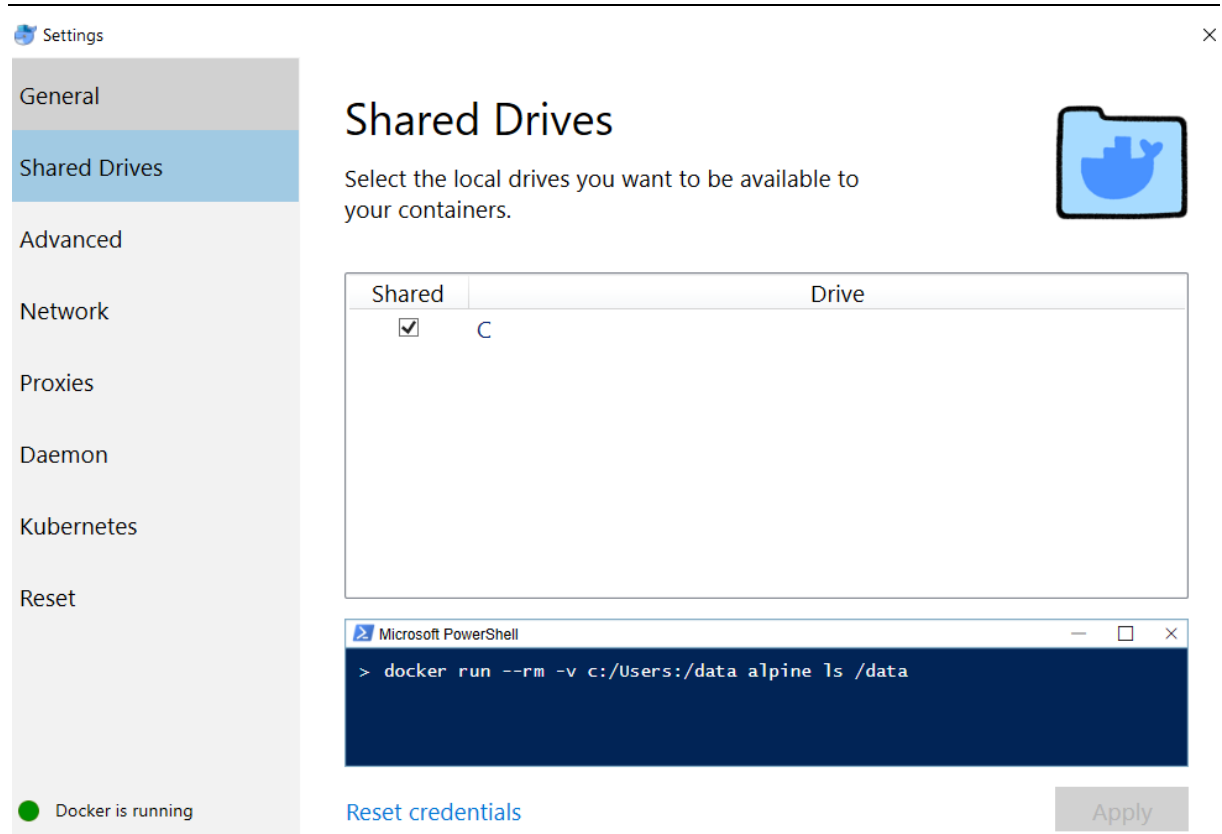 Settings
General
Shared Drives
Advanced
Network
Proxies
Daemon
Kubernetes
Reset
Docker is running
Shared Drives
Select the local drives you want to be available to
your containers.
Shared Drive
C
Microsoft PowerShell
> docker run --rm -v c:/Users:/data alpine ls /data
Reset credentials
Apply